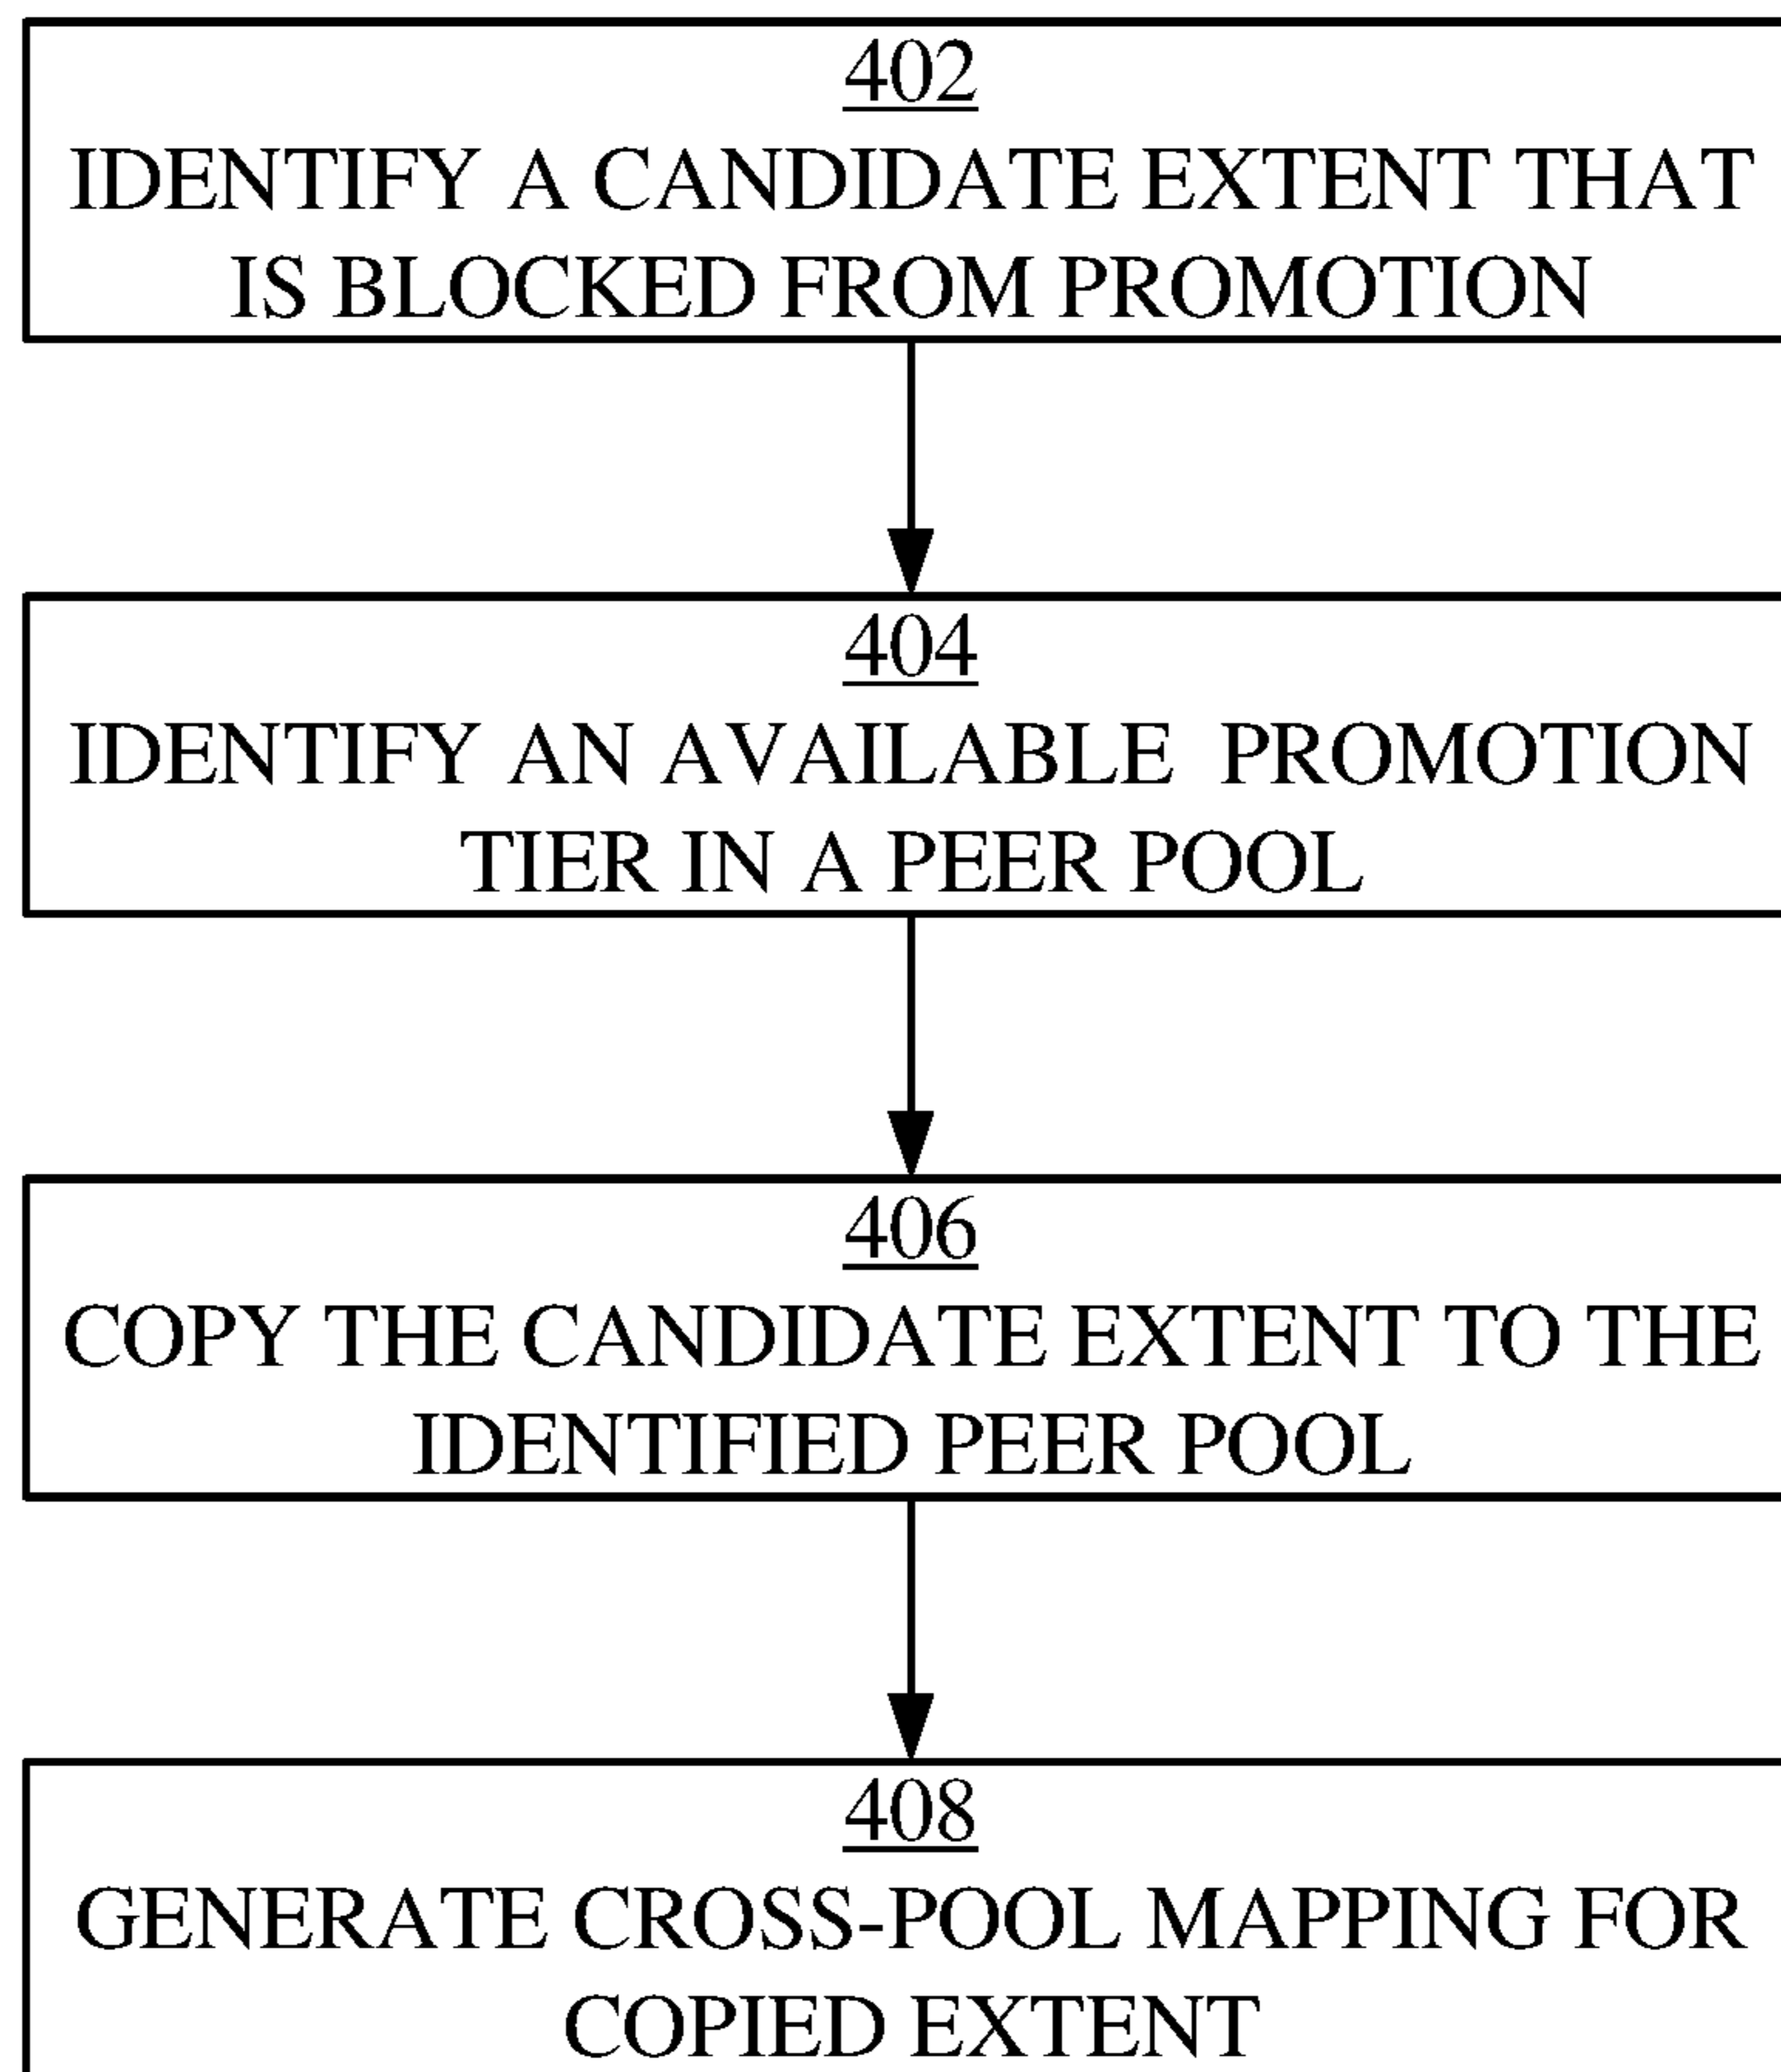 402
IDENTIFY A CANDIDATE EXTENT THAT
IS BLOCKED FROM PROMOTION
404
IDENTIFY AN AVAILABLE PROMOTION
TIER IN A PEER POOL
406
COPY THE CANDIDATE EXTENT TO THE
IDENTIFIED PEER POOL
408
GENERATE CROSS-POOL MAPPING FOR
COPIED EXTENT